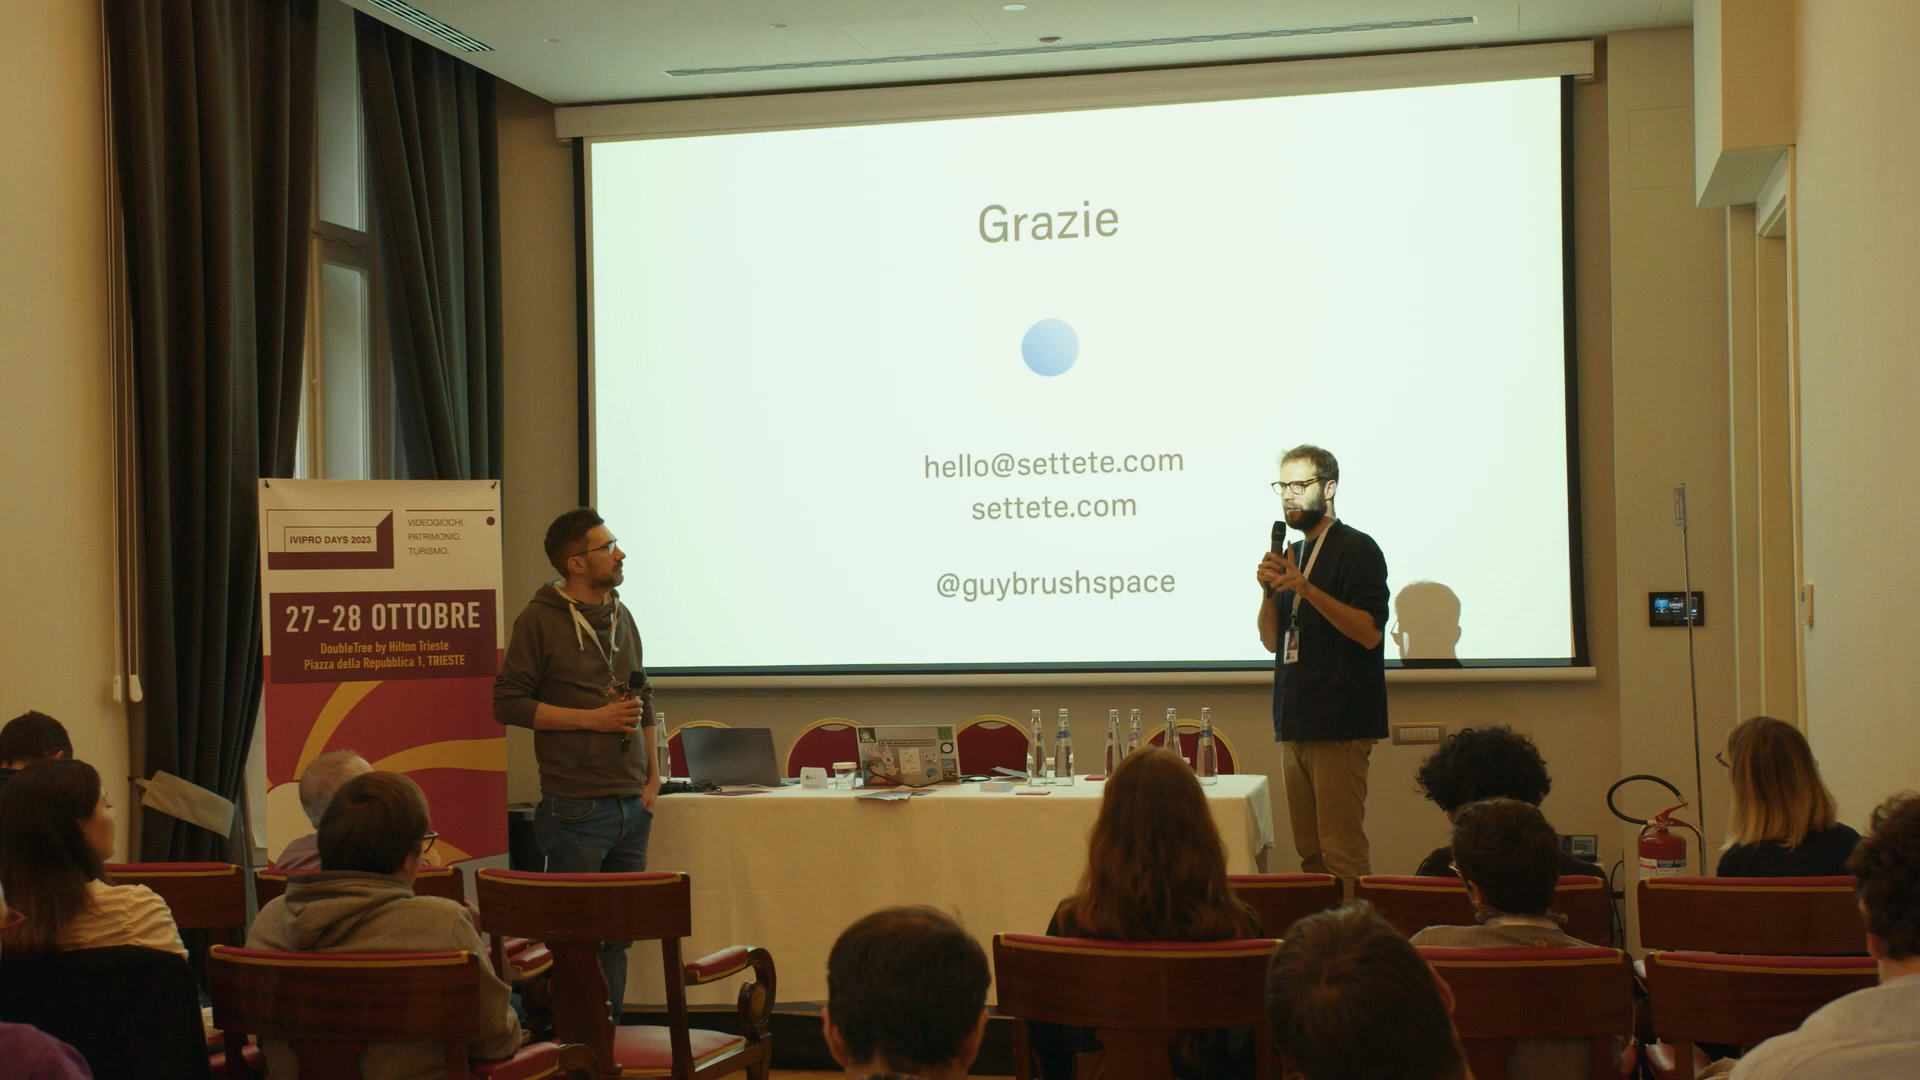 Grazie
hello@settete.com
settete.com
@guybrushspace
IVIPRO DAYS 2023
VIDEOGIOCHI.
PATRIMONIO.
TURISMO.
27-28 OTTOBRE
DoubleTree by Hilton Trieste
Piazza della Repubblica 1, TRIESTE